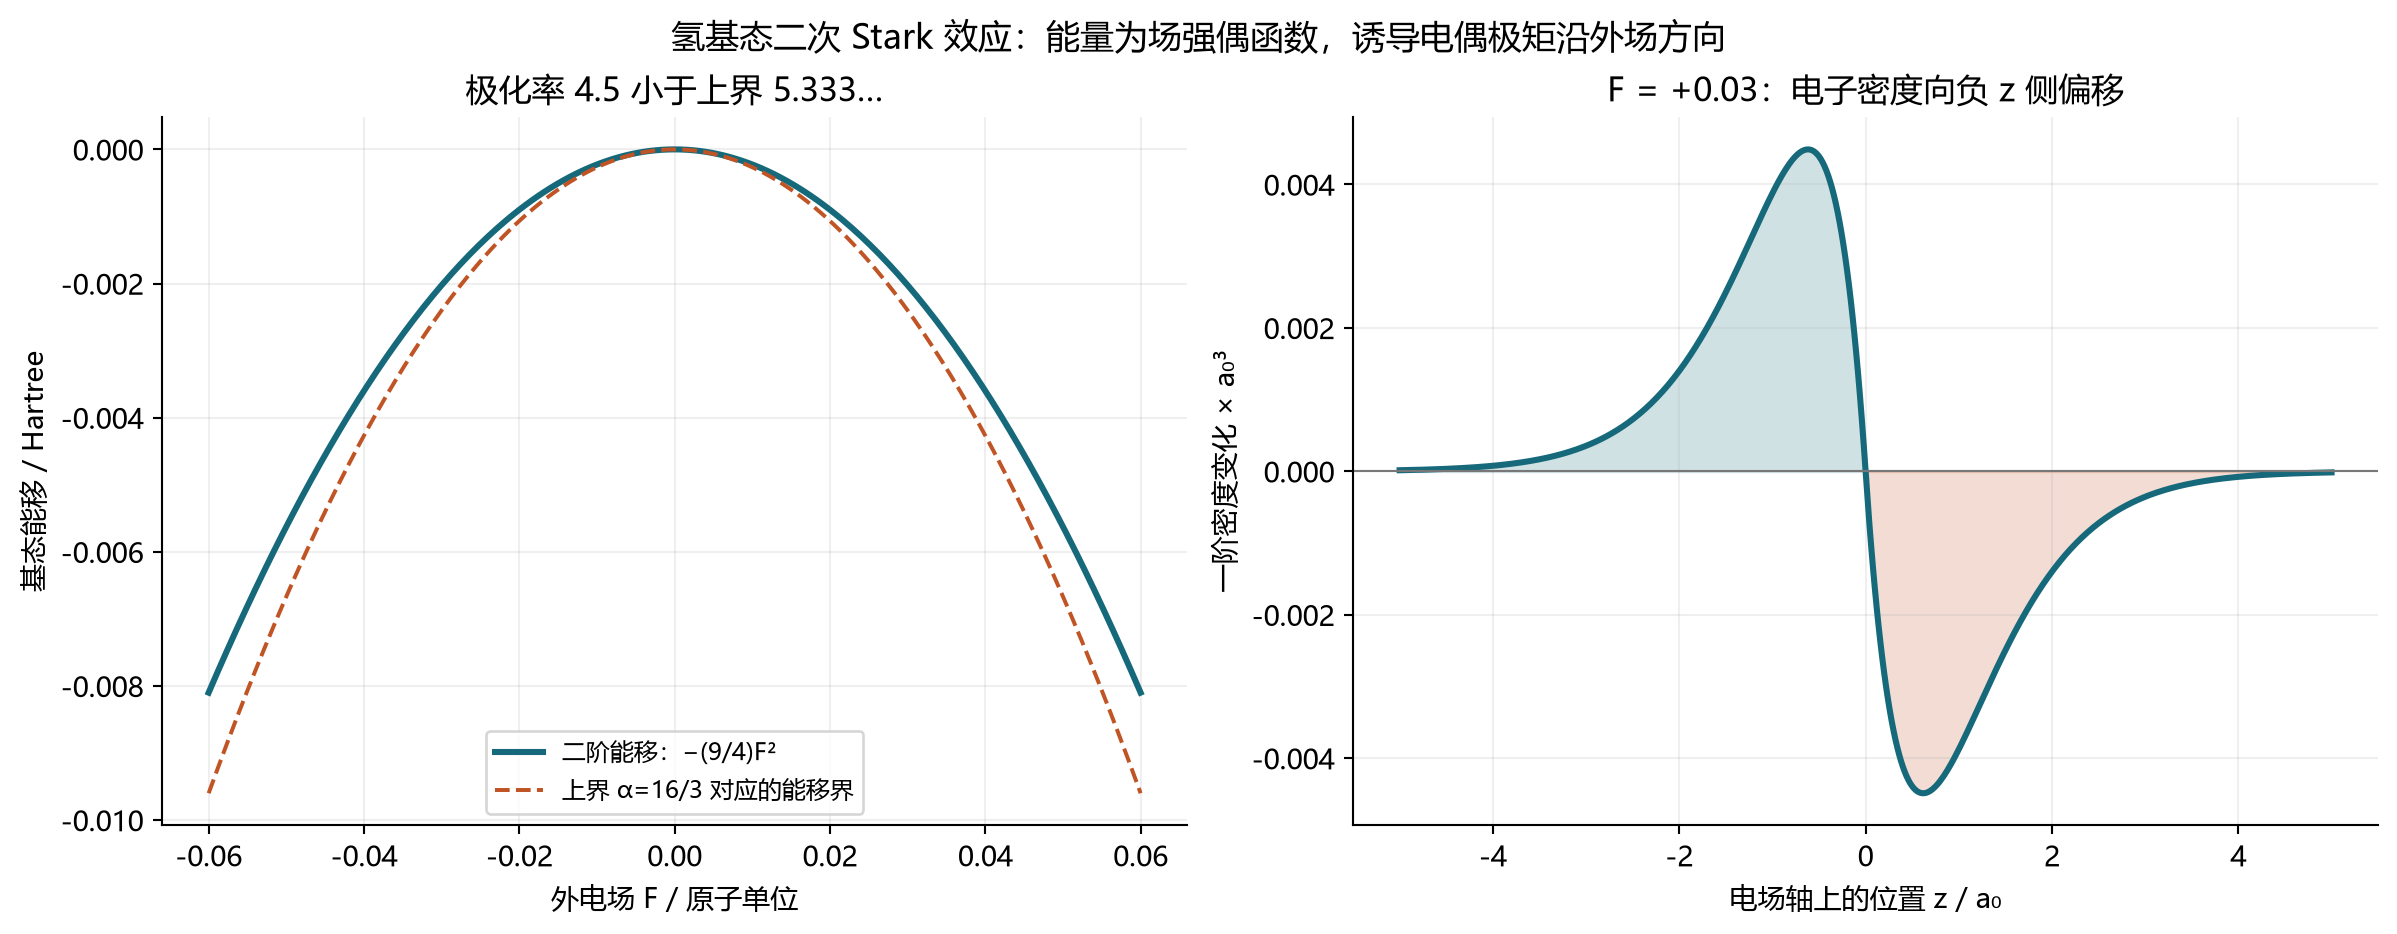 氢基态二次 Stark 效应：能量为场强偶函数，诱导电偶极矩沿外场方向
极化率 4.5 小于上界 5.333…
0.000
-0.002
-0.004
-0.006
-0.008
-0.010
基态能移 / Hartree
二阶能移：−(9/4)F²
上界 α=16/3 对应的能移界
-0.06
-0.04
-0.02
0.00
0.02
0.04
0.06
外电场 F / 原子单位
F = +0.03：电子密度向负 z 侧偏移
0.004
0.002
0.000
-0.002
-0.004
一阶密度变化 × a₀³
-4
-2
0
2
4
电场轴上的位置 z / a₀